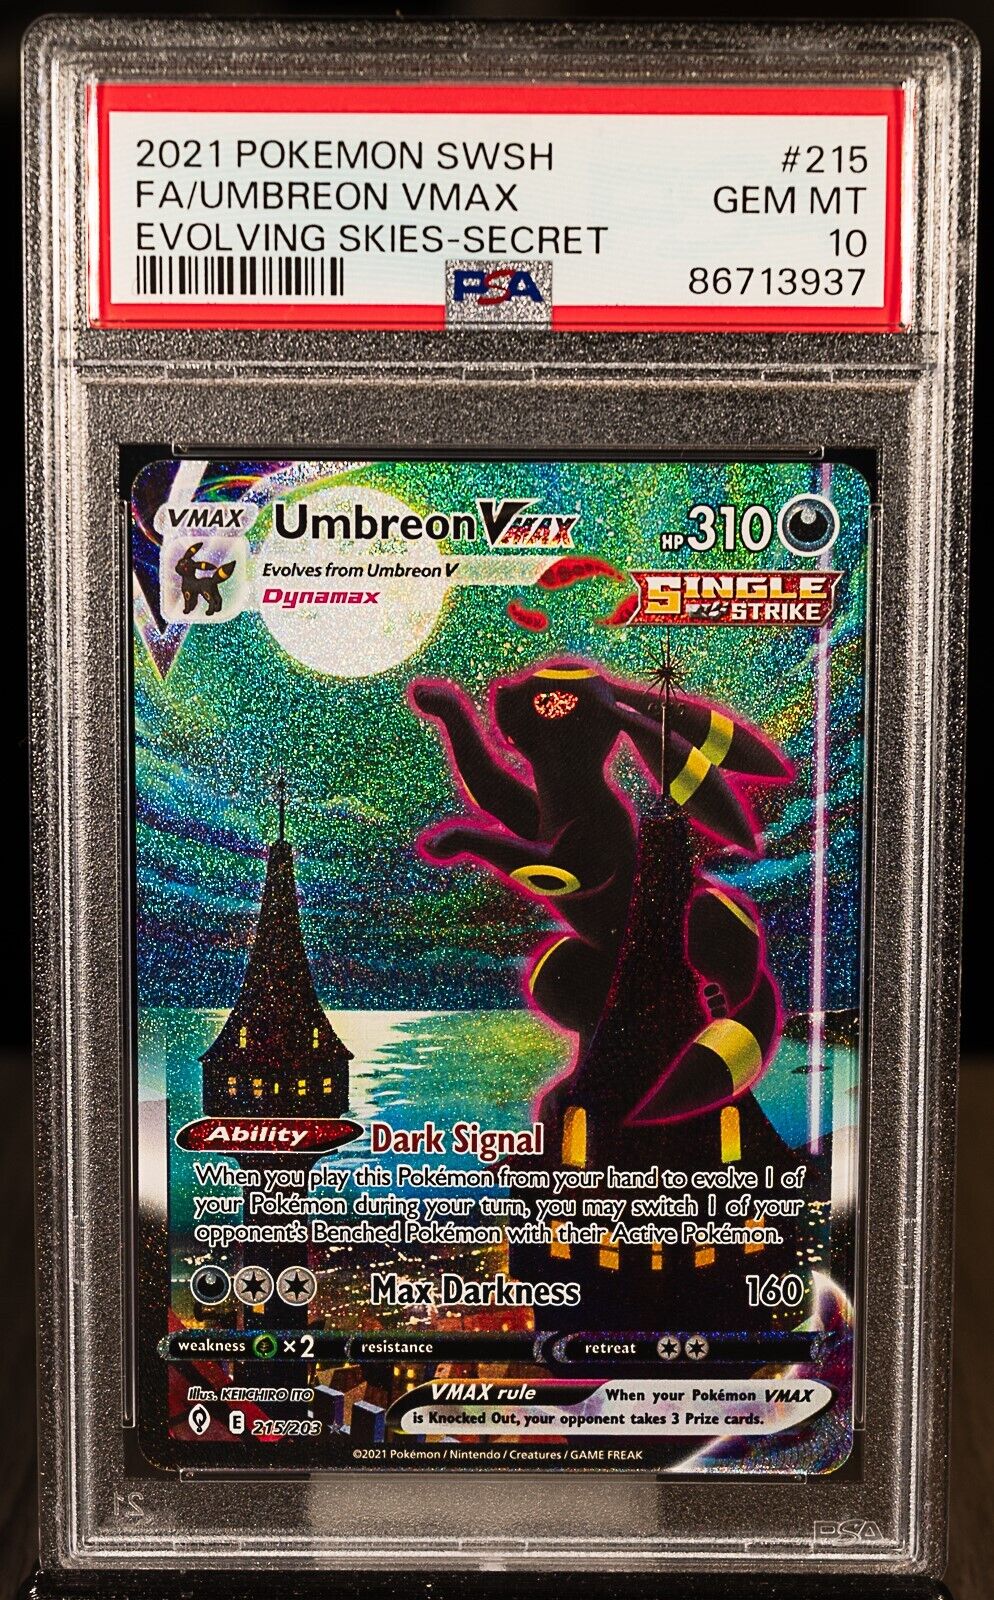 2021 POKEMON SWSH #215
FA/UMBREON VMAX GEM MT
EVOLVING SKIES-SECRET 10
PSA 86713937
VMAX Umbreon VMAX HP 310
Evolves from Umbreon V
Dynamax
SINGLE
STRIKE
Ability Dark Signal
When you play this Pokémon from your hand to evolve 1 of
your Pokémon during your turn, you may switch 1 of your
opponent's Benched Pokémon with their Active Pokémon.
Max Darkness 160
weakness ×2 resistance retreat
Illus. KEIICHIRO ITO
E 215/203
VMAX rule When your Pokémon VMAX
is Knocked Out, your opponent takes 3 Prize cards.
©2021 Pokémon / Nintendo / Creatures / GAME FREAK
21
PSA